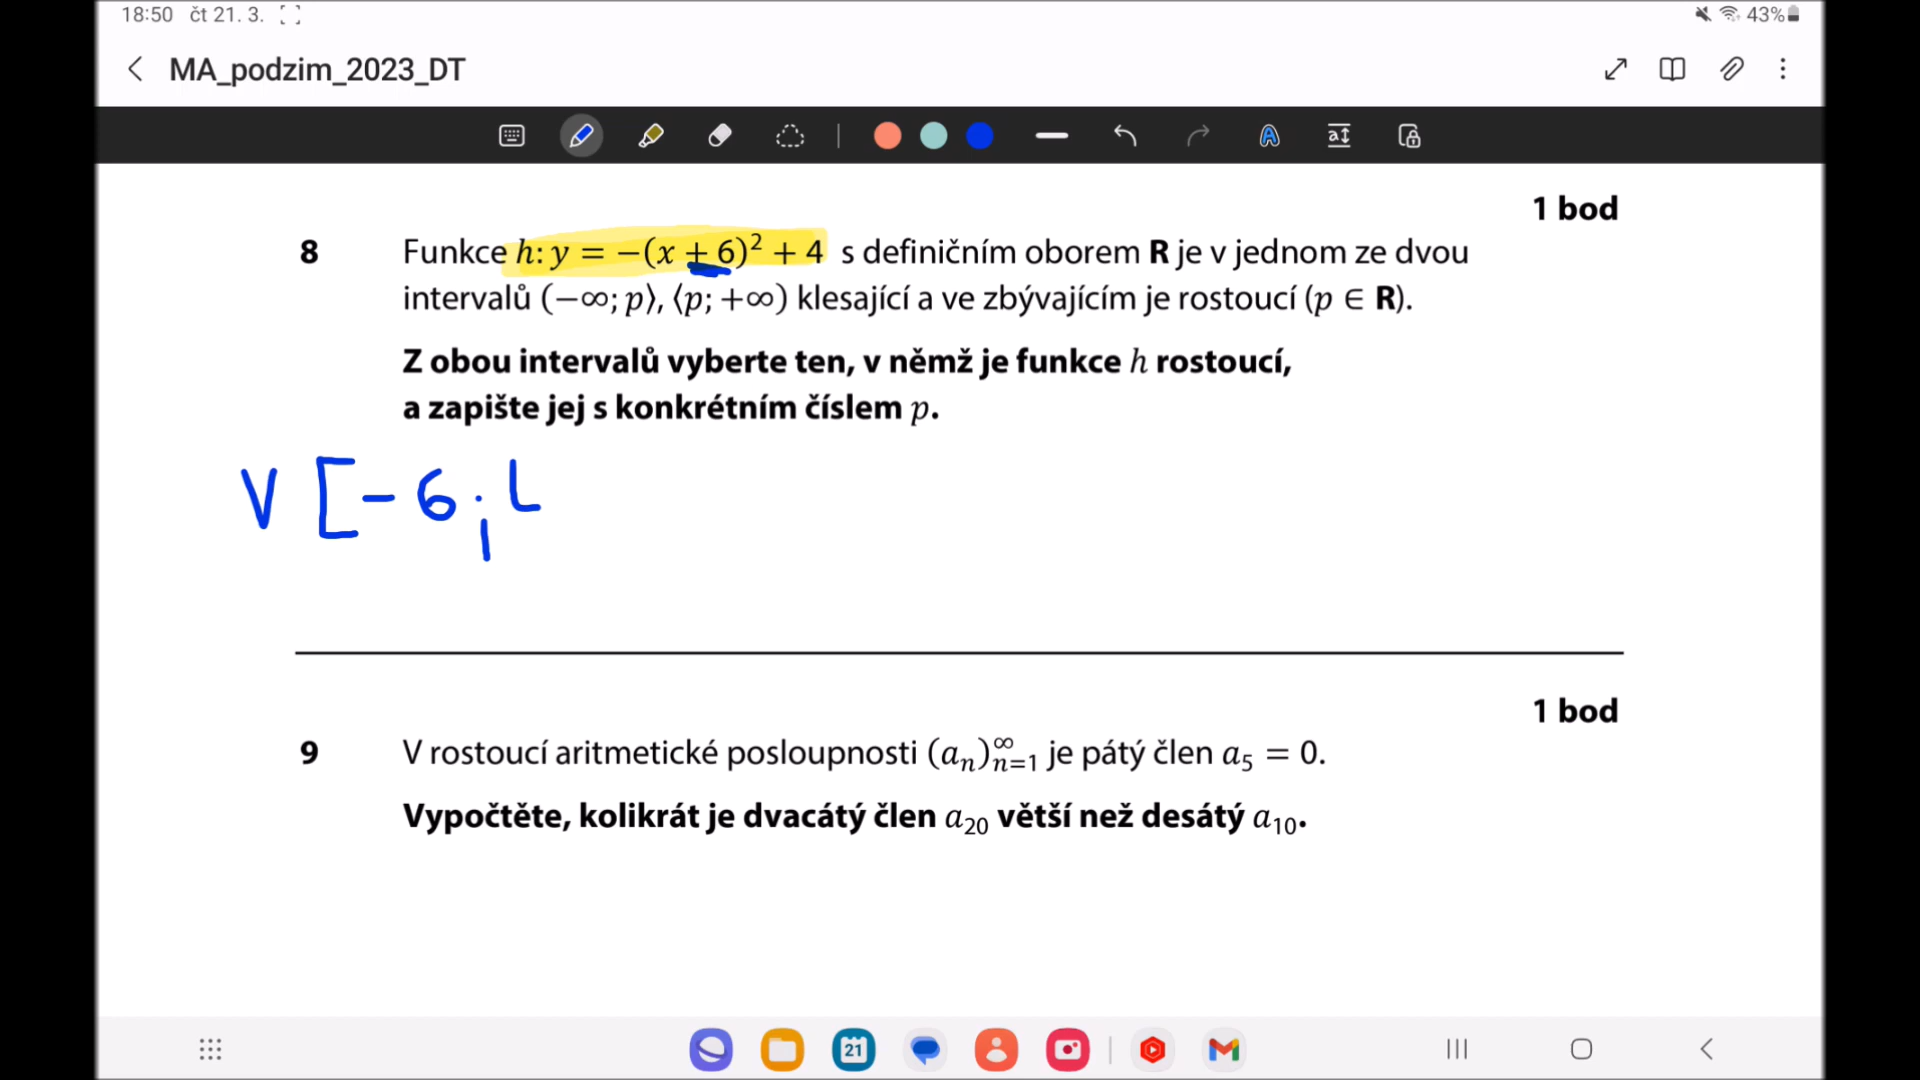 18:50 čt 21. 3. 43%
MA_podzim_2023_DT
1 bod
8 Funkce h: y = −(x + 6)² + 4 s definičním oborem R je v jednom ze dvou
intervalů (−∞; p⟩, ⟨p; +∞) klesající a ve zbývajícím je rostoucí (p ∈ R).
Z obou intervalů vyberte ten, v němž je funkce h rostoucí,
a zapište jej s konkrétním číslem p.
V [-6;
1 bod
9 V rostoucí aritmetické posloupnosti (aₙ)ₙ₌₁^∞ je pátý člen a₅ = 0.
Vypočtěte, kolikrát je dvacátý člen a₂₀ větší než desátý a₁₀.
21